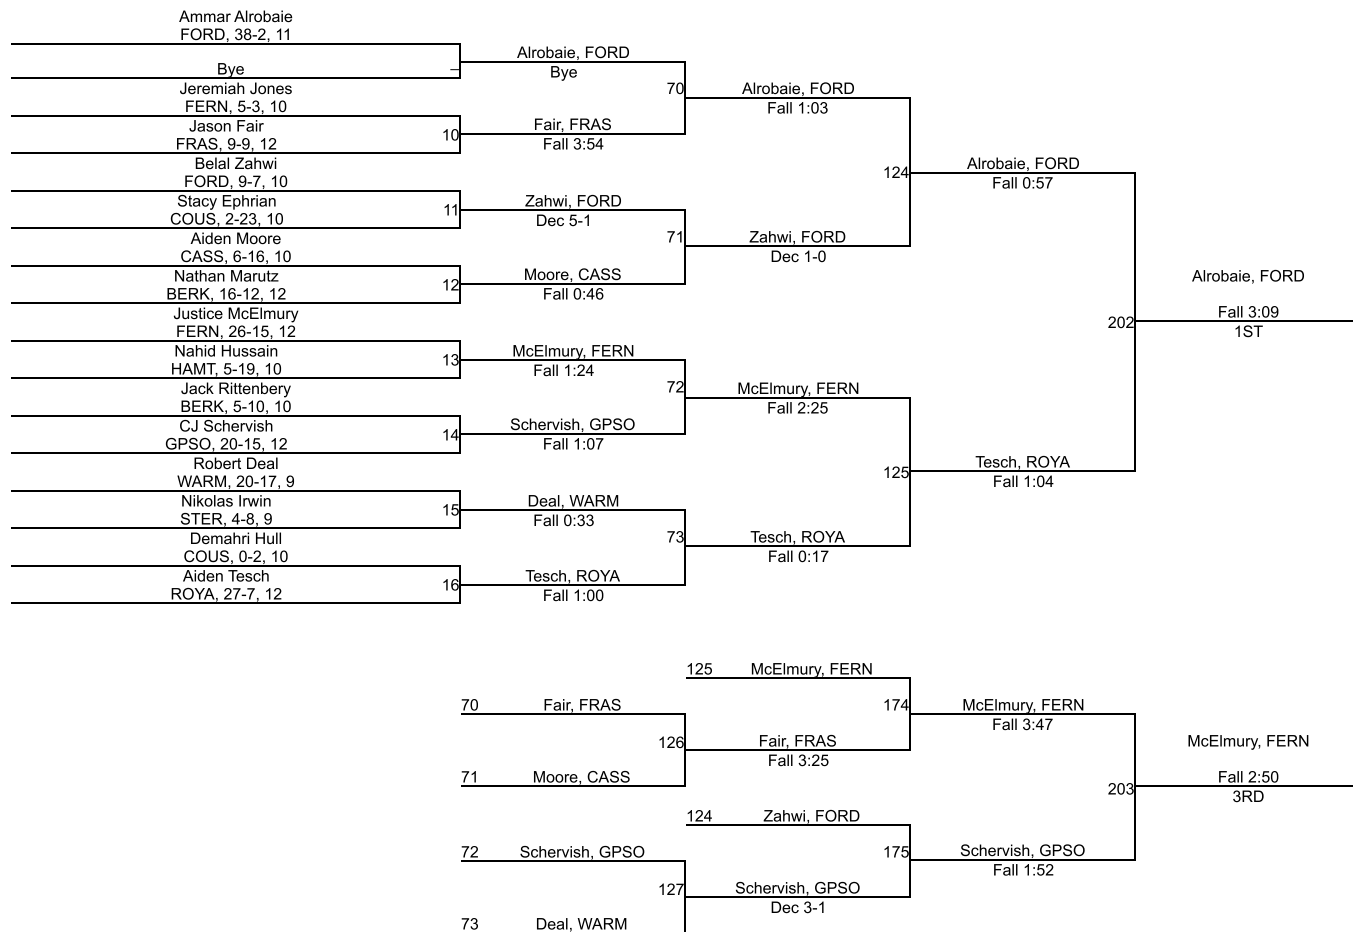 Ammar Alrobaie
FORD, 38-2, 11
Bye
Jeremiah Jones
FERN, 5-3, 10
Jason Fair
FRAS, 9-9, 12
Belal Zahwi
FORD, 9-7, 10
Stacy Ephrian
COUS, 2-23, 10
Aiden Moore
CASS, 6-16, 10
Nathan Marutz
BERK, 16-12, 12
Justice McElmury
FERN, 26-15, 12
Nahid Hussain
HAMT, 5-19, 10
Jack Rittenbery
BERK, 5-10, 10
CJ Schervish
GPSO, 20-15, 12
Robert Deal
WARM, 20-17, 9
Nikolas Irwin
STER, 4-8, 9
Demahri Hull
COUS, 0-2, 10
Aiden Tesch
ROYA, 27-7, 12
10
11
12
13
14
15
16
Alrobaie, FORD
Bye
Fair, FRAS
Fall 3:54
Zahwi, FORD
Dec 5-1
Moore, CASS
Fall 0:46
McElmury, FERN
Fall 1:24
Schervish, GPSO
Fall 1:07
Deal, WARM
Fall 0:33
Tesch, ROYA
Fall 1:00
70
71
72
73
Alrobaie, FORD
Fall 1:03
Zahwi, FORD
Dec 1-0
McElmury, FERN
Fall 2:25
Tesch, ROYA
Fall 0:17
124
125
Alrobaie, FORD
Fall 0:57
Tesch, ROYA
Fall 1:04
202
Alrobaie, FORD
Fall 3:09
1ST
70 Fair, FRAS
71 Moore, CASS
72 Schervish, GPSO
73 Deal, WARM
126
127
125 McElmury, FERN
Fair, FRAS
Fall 3:25
124 Zahwi, FORD
Schervish, GPSO
Dec 3-1
174
175
McElmury, FERN
Fall 3:47
Schervish, GPSO
Fall 1:52
203
McElmury, FERN
Fall 2:50
3RD